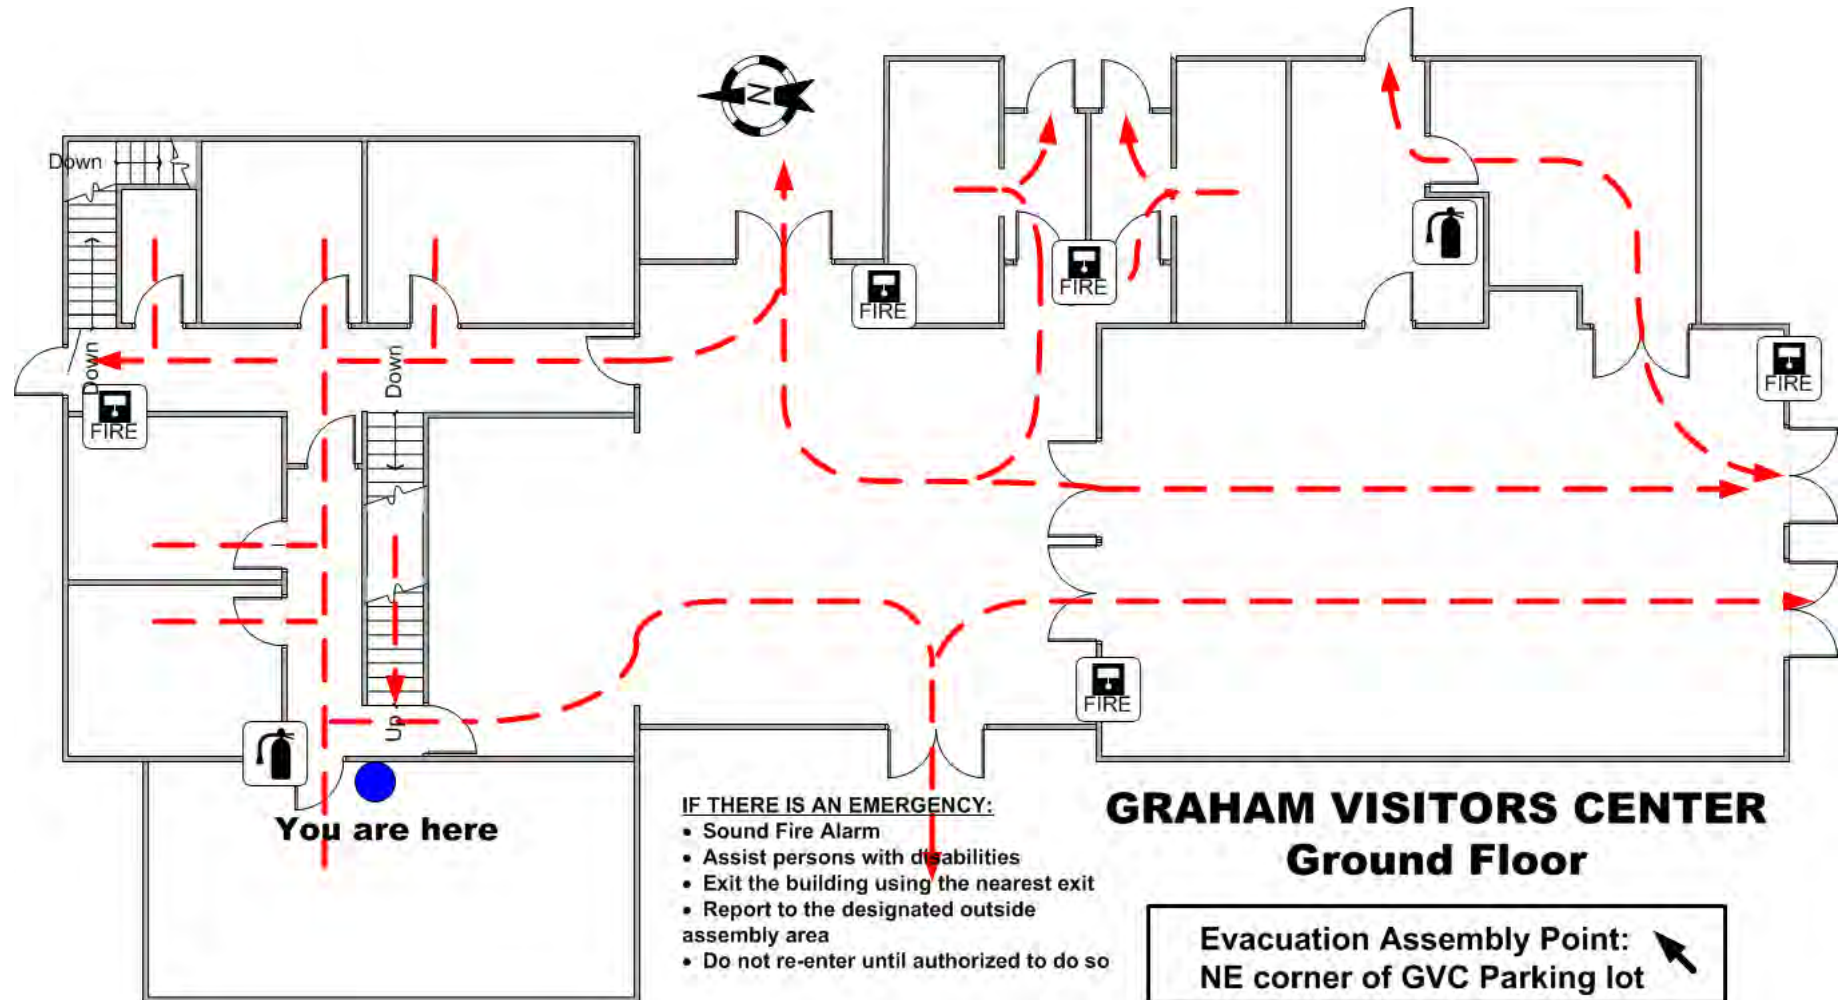 N
Down
Down
Down
FIRE
FIRE
FIRE
FIRE
FIRE
Up
You are here
IF THERE IS AN EMERGENCY:
• Sound Fire Alarm
• Assist persons with disabilities
• Exit the building using the nearest exit
• Report to the designated outside
assembly area
• Do not re-enter until authorized to do so
GRAHAM VISITORS CENTER
Ground Floor
Evacuation Assembly Point:
NE corner of GVC Parking lot